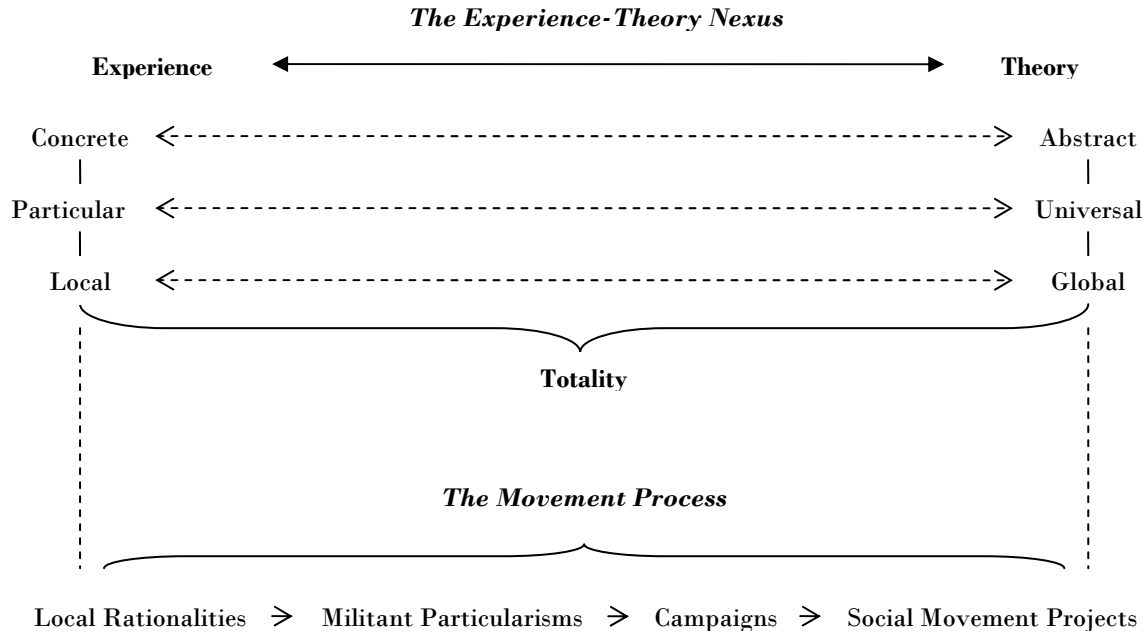 The Experience-Theory Nexus
Experience Theory
Concrete Abstract
Particular Universal
Local Global
Totality
The Movement Process
Local Rationalities Militant Particularisms Campaigns Social Movement Projects